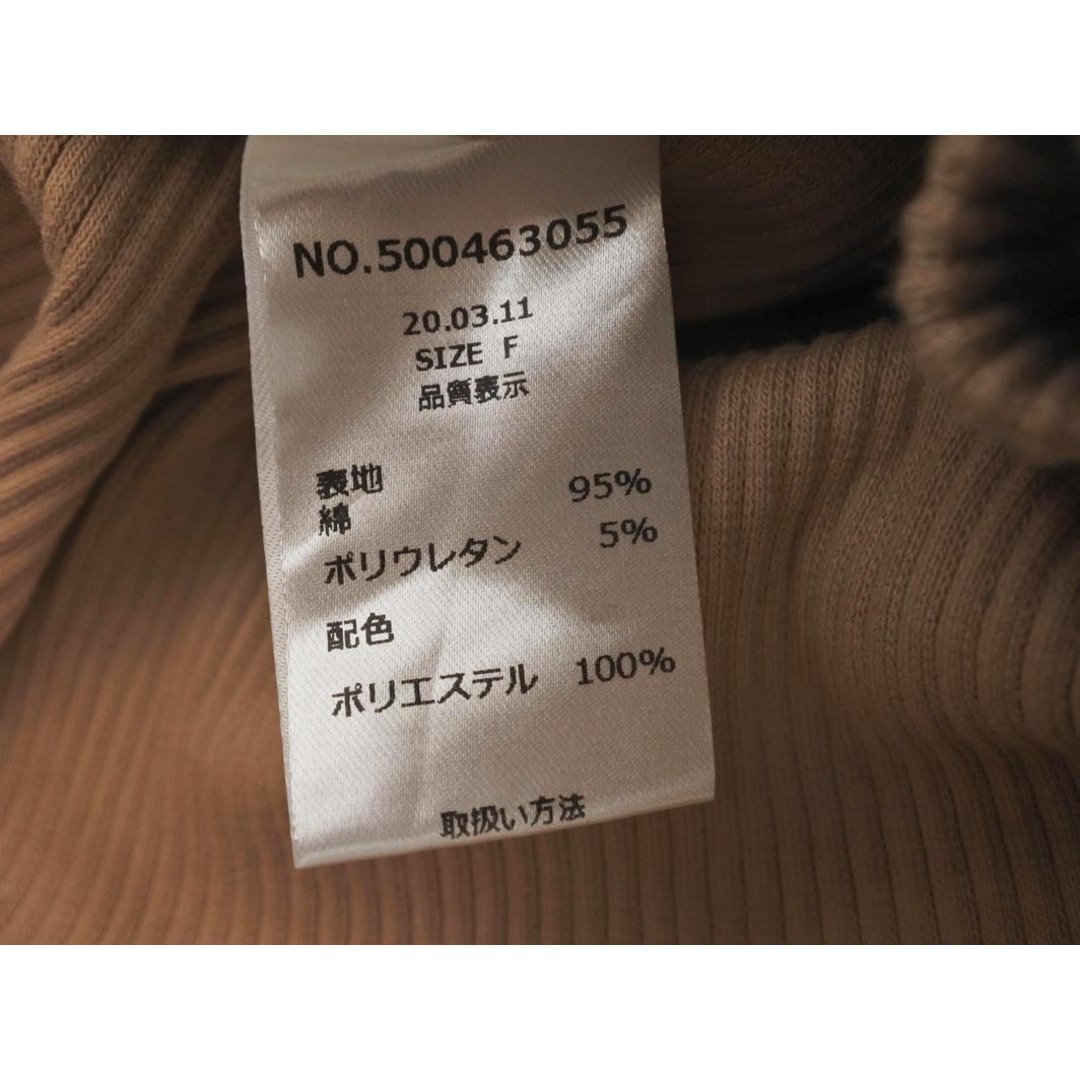 NO.500463055
20.03.11
SIZE F
品質表示
表地
綿 95%
ポリウレタン 5%
配色
ポリエステル 100%
取扱い方法